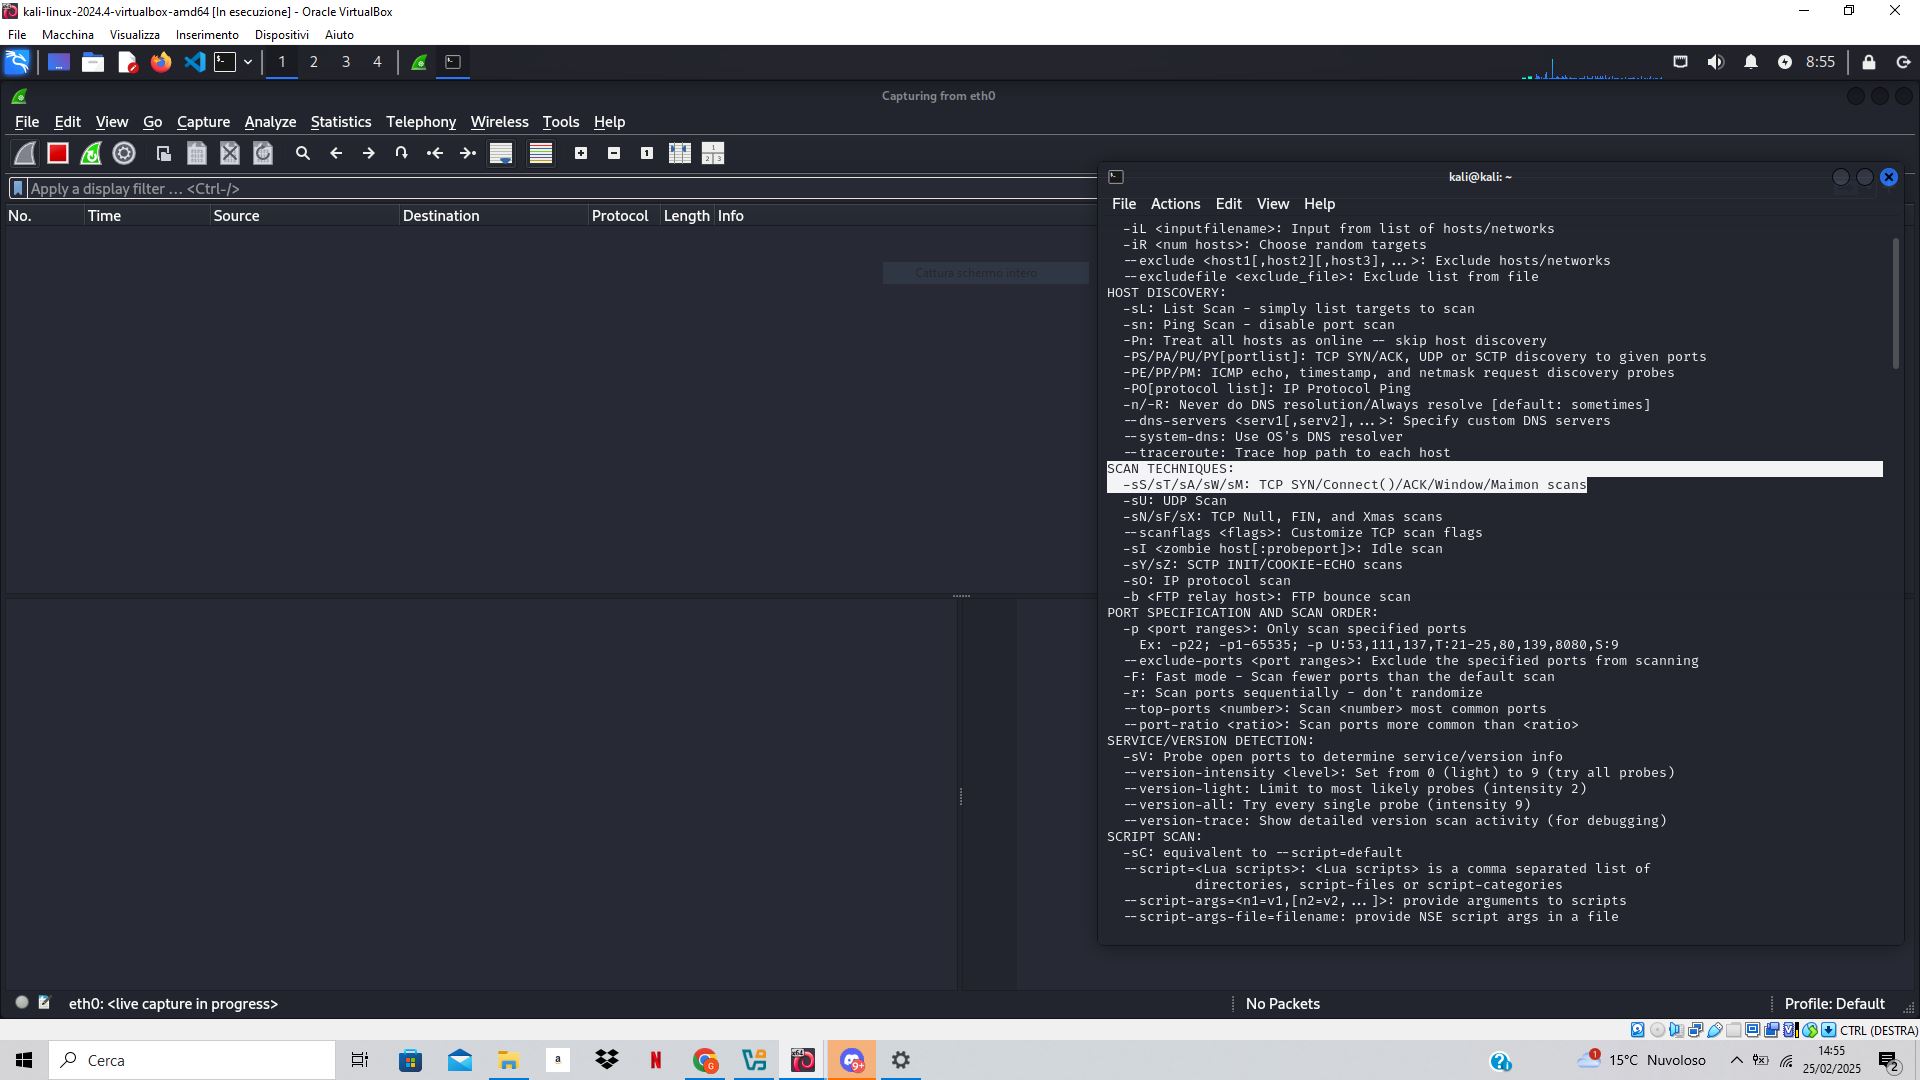 kali-linux-2024.4-virtualbox-amd64 [In esecuzione] - Oracle VirtualBox
File Macchina Visualizza Inserimento Dispositivi Aiuto
1 2 3 4
8:55
Capturing from eth0
File Edit View Go Capture Analyze Statistics Telephony Wireless Tools Help
Apply a display filter … <Ctrl-/>
No. Time Source Destination Protocol Length Info
Cattura schermo intero
kali@kali: ~
File Actions Edit View Help
-iL <inputfilename>: Input from list of hosts/networks
-iR <num hosts>: Choose random targets
--exclude <host1[,host2][,host3],...>: Exclude hosts/networks
--excludefile <exclude_file>: Exclude list from file
HOST DISCOVERY:
-sL: List Scan - simply list targets to scan
-sn: Ping Scan - disable port scan
-Pn: Treat all hosts as online -- skip host discovery
-PS/PA/PU/PY[portlist]: TCP SYN/ACK, UDP or SCTP discovery to given ports
-PE/PP/PM: ICMP echo, timestamp, and netmask request discovery probes
-PO[protocol list]: IP Protocol Ping
-n/-R: Never do DNS resolution/Always resolve [default: sometimes]
--dns-servers <serv1[,serv2],...>: Specify custom DNS servers
--system-dns: Use OS's DNS resolver
--traceroute: Trace hop path to each host
SCAN TECHNIQUES:
-sS/sT/sA/sW/sM: TCP SYN/Connect()/ACK/Window/Maimon scans
-sU: UDP Scan
-sN/sF/sX: TCP Null, FIN, and Xmas scans
--scanflags <flags>: Customize TCP scan flags
-sI <zombie host[:probeport]>: Idle scan
-sY/sZ: SCTP INIT/COOKIE-ECHO scans
-sO: IP protocol scan
-b <FTP relay host>: FTP bounce scan
PORT SPECIFICATION AND SCAN ORDER:
-p <port ranges>: Only scan specified ports
Ex: -p22; -p1-65535; -p U:53,111,137,T:21-25,80,139,8080,S:9
--exclude-ports <port ranges>: Exclude the specified ports from scanning
-F: Fast mode - Scan fewer ports than the default scan
-r: Scan ports sequentially - don't randomize
--top-ports <number>: Scan <number> most common ports
--port-ratio <ratio>: Scan ports more common than <ratio>
SERVICE/VERSION DETECTION:
-sV: Probe open ports to determine service/version info
--version-intensity <level>: Set from 0 (light) to 9 (try all probes)
--version-light: Limit to most likely probes (intensity 2)
--version-all: Try every single probe (intensity 9)
--version-trace: Show detailed version scan activity (for debugging)
SCRIPT SCAN:
-sC: equivalent to --script=default
--script=<Lua scripts>: <Lua scripts> is a comma separated list of
directories, script-files or script-categories
--script-args=<n1=v1,[n2=v2,...]>: provide arguments to scripts
--script-args-file=filename: provide NSE script args in a file
eth0: <live capture in progress> No Packets Profile: Default
CTRL (DESTRA)
Cerca
15°C Nuvoloso
14:55
25/02/2025